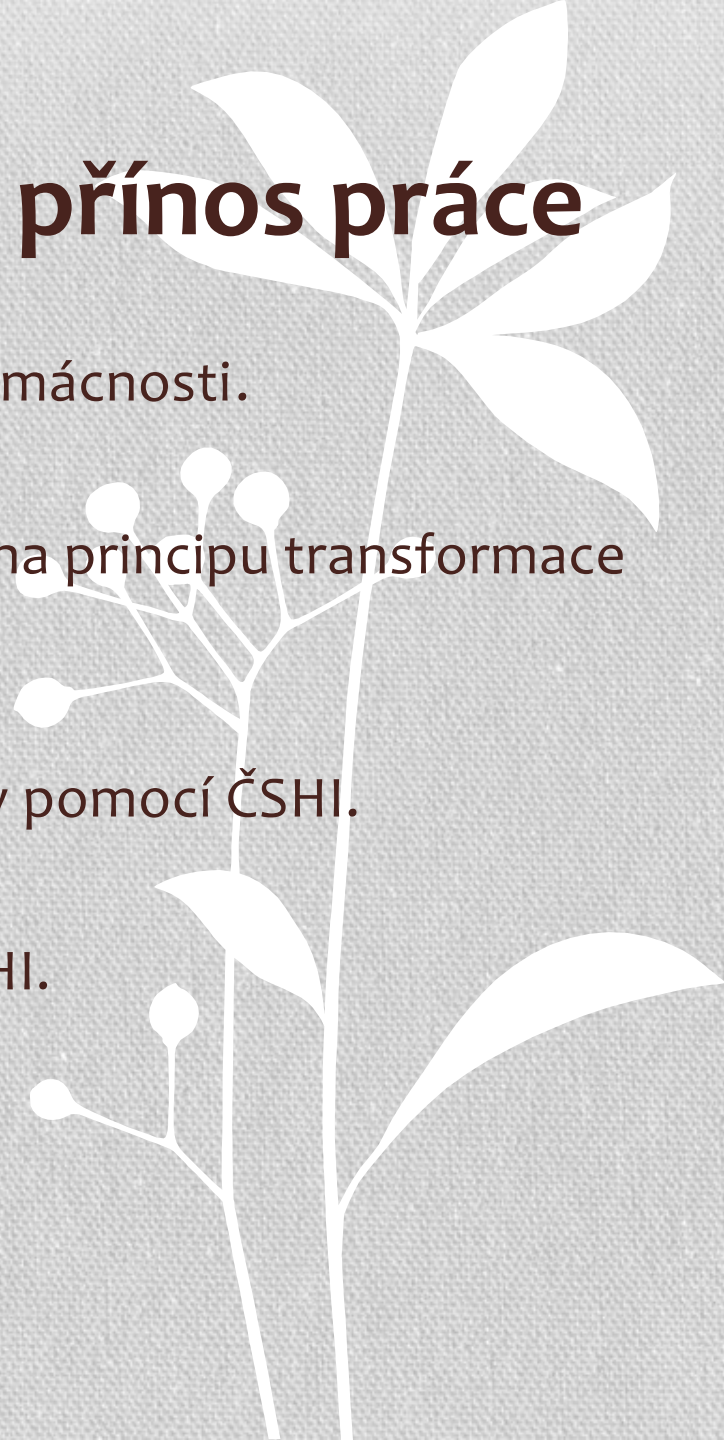 přínos práce
mácnosti.
na principu transformace
pomocí ČSHI.
HI.